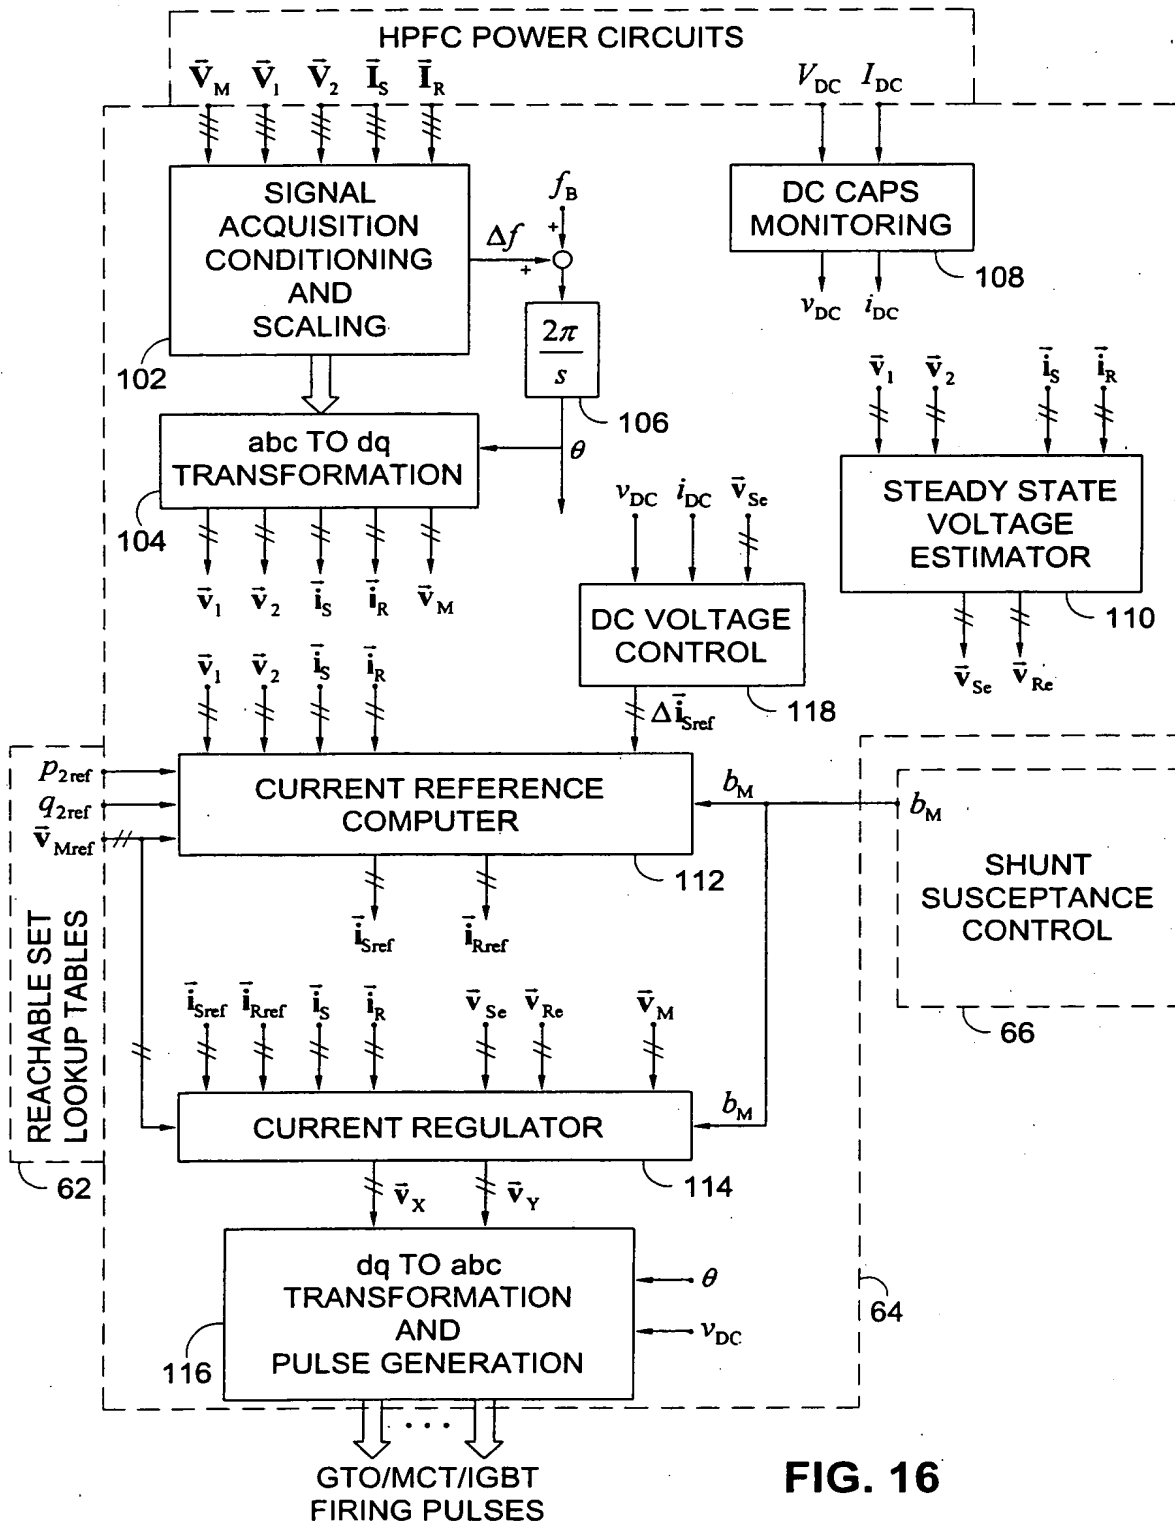 HPFC POWER CIRCUITS
V⃗M V⃗1 V⃗2 I⃗S I⃗R
VDC IDC
SIGNAL
ACQUISITION
CONDITIONING
AND
SCALING
102
Δf
fB
+
+
2π
s
106
DC CAPS
MONITORING
108
vDC iDC
abc TO dq
TRANSFORMATION
104
θ
v⃗1 v⃗2 i⃗S i⃗R v⃗M
v⃗1 v⃗2 i⃗S i⃗R
STEADY STATE
VOLTAGE
ESTIMATOR
110
v⃗Se v⃗Re
vDC iDC v⃗Se
DC VOLTAGE
CONTROL
118
Δi⃗Sref
v⃗1 v⃗2 i⃗S i⃗R
p2ref
q2ref
v⃗Mref
CURRENT REFERENCE
COMPUTER
112
bM
bM
SHUNT
SUSCEPTANCE
CONTROL
66
i⃗Sref i⃗Rref
REACHABLE SET
LOOKUP TABLES
62
i⃗Sref i⃗Rref i⃗S i⃗R v⃗Se v⃗Re v⃗M
CURRENT REGULATOR
bM
114
v⃗X v⃗Y
dq TO abc
TRANSFORMATION
AND
PULSE GENERATION
116
θ
vDC
64
• • •
GTO/MCT/IGBT
FIRING PULSES
FIG. 16